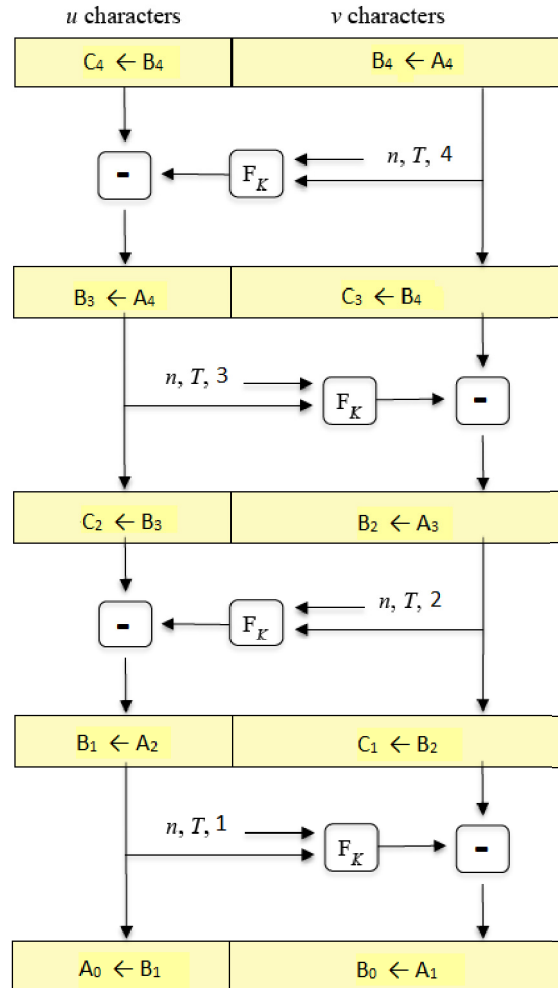 u characters v characters
C₄ ← B₄ B₄ ← A₄
n, T, 4
- F_K
B₃ ← A₄ C₃ ← B₄
n, T, 3
F_K -
C₂ ← B₃ B₂ ← A₃
n, T, 2
- F_K
B₁ ← A₂ C₁ ← B₂
n, T, 1
F_K -
A₀ ← B₁ B₀ ← A₁